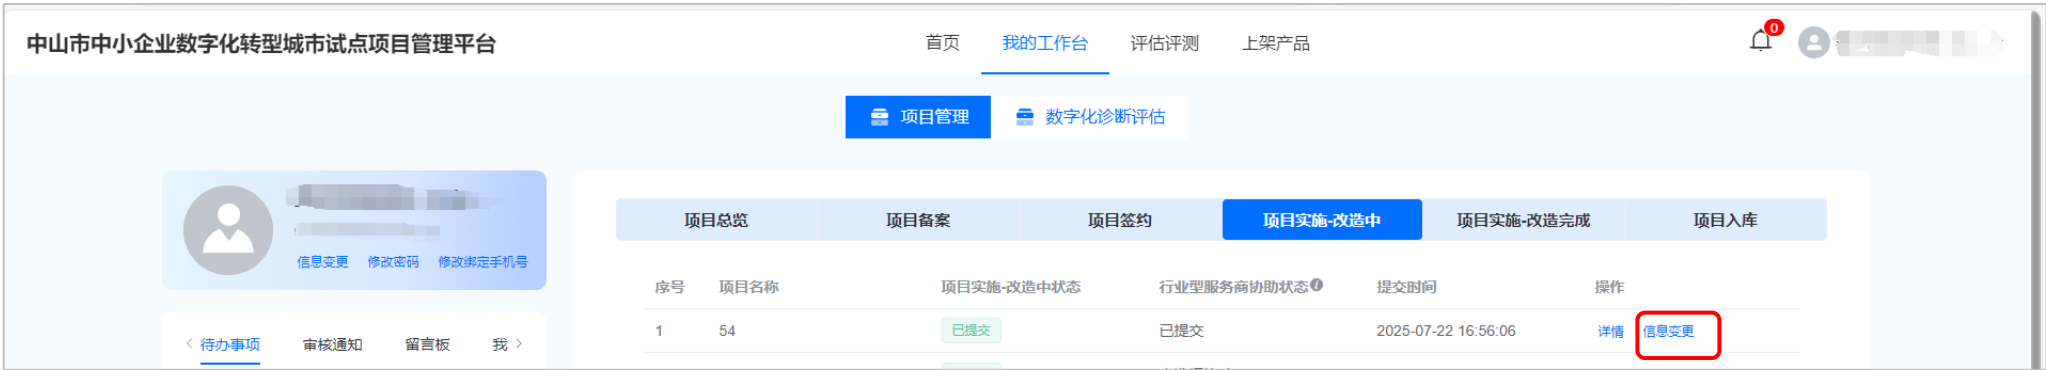 中山市中小企业数字化转型城市试点项目管理平台 首页 我的工作台 评估评测 上架产品 0
项目管理 数字化诊断评估
信息变更 修改密码 修改绑定手机号
待办事项 审核通知 留言板 我
项目总览 项目备案 项目签约 项目实施-改造中 项目实施-改造完成 项目入库
序号 项目名称 项目实施-改造中状态 行业型服务商协助状态 提交时间 操作
1 54 已提交 已提交 2025-07-22 16:56:06 详情 信息变更